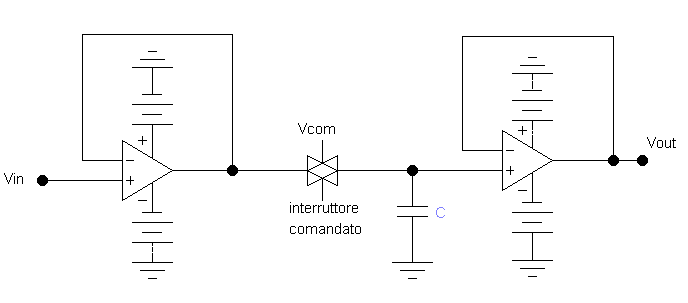 Vcom
Vout
Vin
interruttore
comandato
C
+
−
+
−
+
−
+
−